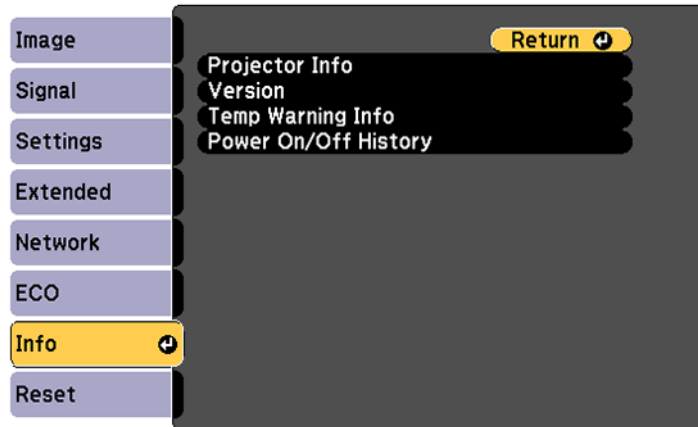 Image
Signal
Settings
Extended
Network
ECO
Info
Reset
Return
Projector Info
Version
Temp Warning Info
Power On/Off History